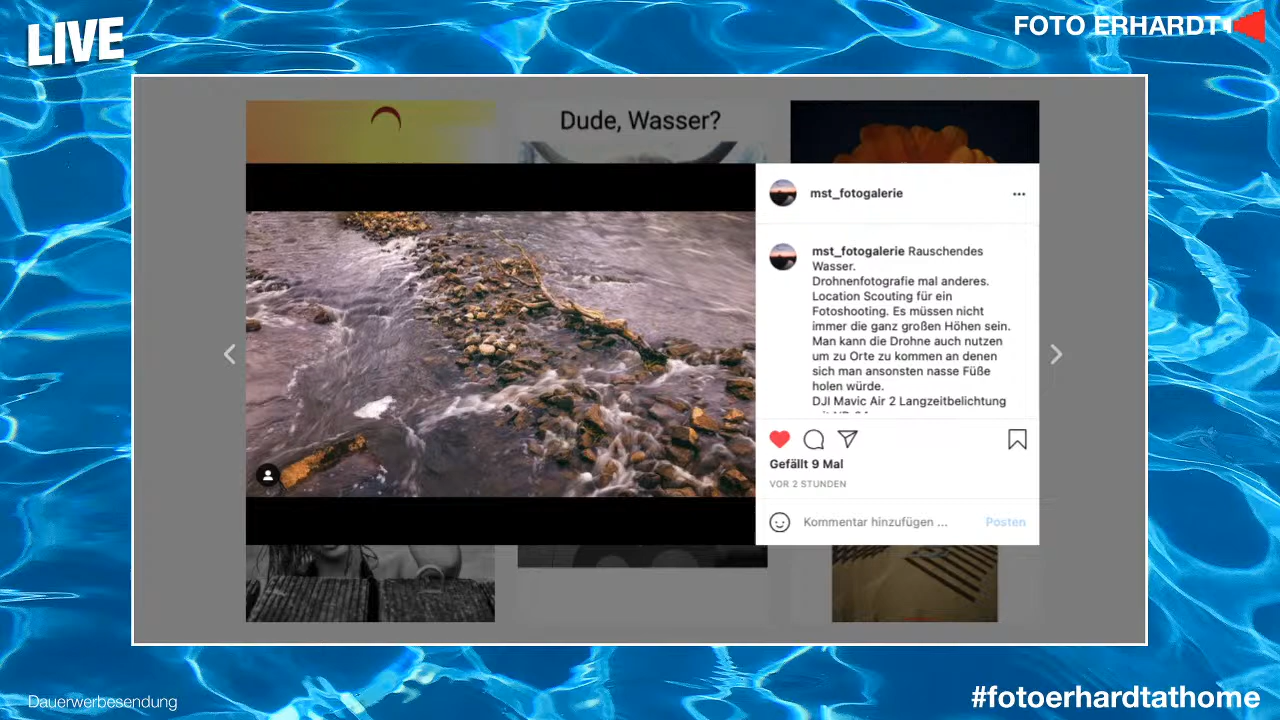 LIVE
FOTO ERHARDT
Dude, Wasser?
mst_fotogalerie
mst_fotogalerie Rauschendes
Wasser.
Drohnenfotografie mal anderes.
Location Scouting für ein
Fotoshooting. Es müssen nicht
immer die ganz großen Höhen sein.
Man kann die Drohne auch nutzen
um zu Orte zu kommen an denen
sich man ansonsten nasse Füße
holen würde.
DJI Mavic Air 2 Langzeitbelichtung
Gefällt 9 Mal
VOR 2 STUNDEN
Kommentar hinzufügen ...
Posten
Dauerwerbesendung
#fotoerhardtathome